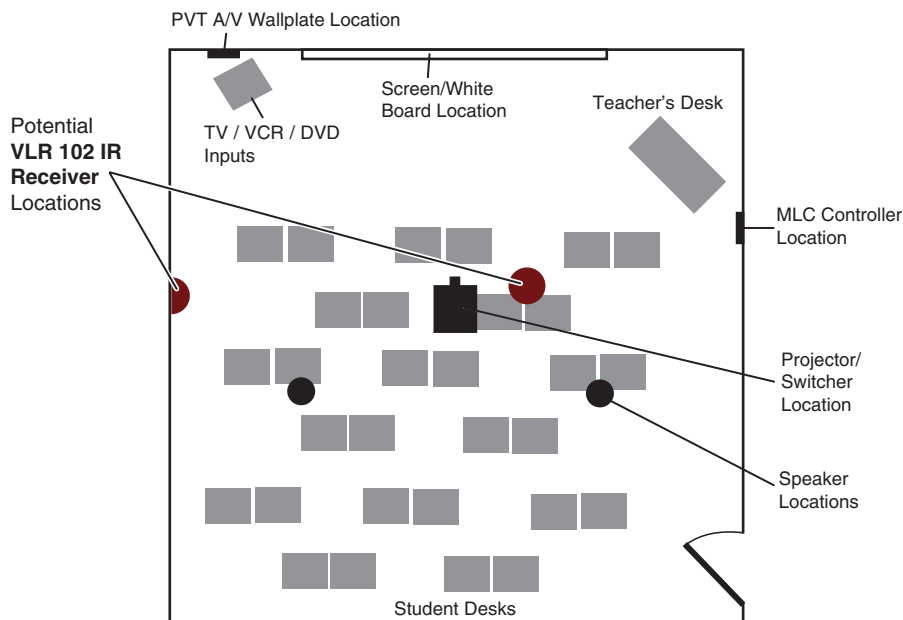 PVT A/V Wallplate Location
Screen/White
Board Location
Teacher's Desk
TV / VCR / DVD
Inputs
Potential
VLR 102 IR
Receiver
Locations
MLC Controller
Location
Projector/
Switcher
Location
Speaker
Locations
Student Desks